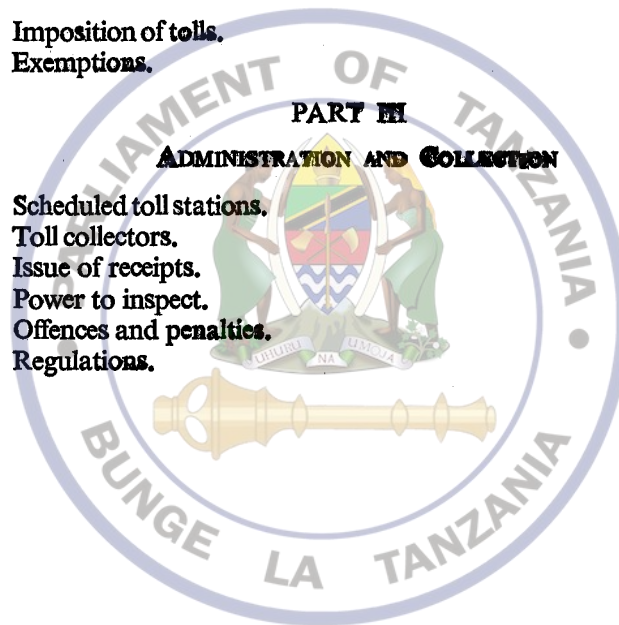 Imposition of tolls.
Exemptions.
PART III
ADMINISTRATION AND COLLECTION
Scheduled toll stations.
Toll collectors.
Issue of receipts.
Power to inspect.
Offences and penalties.
Regulations.
PARLIAMENT OF TANZANIA
UHURU NA UMOJA
BUNGE LA TANZANIA